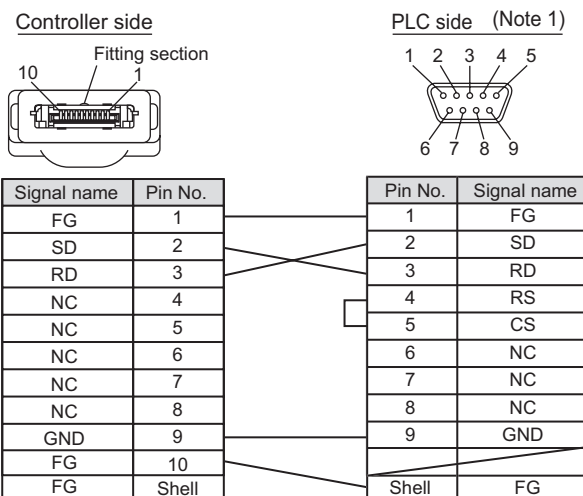 Controller side
Fitting section
10
1
PLC side (Note 1)
1 2 3 4 5
6 7 8 9
Signal name Pin No.
FG 1
SD 2
RD 3
NC 4
NC 5
NC 6
NC 7
NC 8
GND 9
FG 10
FG Shell
Pin No. Signal name
1 FG
2 SD
3 RD
4 RS
5 CS
6 NC
7 NC
8 NC
9 GND
Shell FG